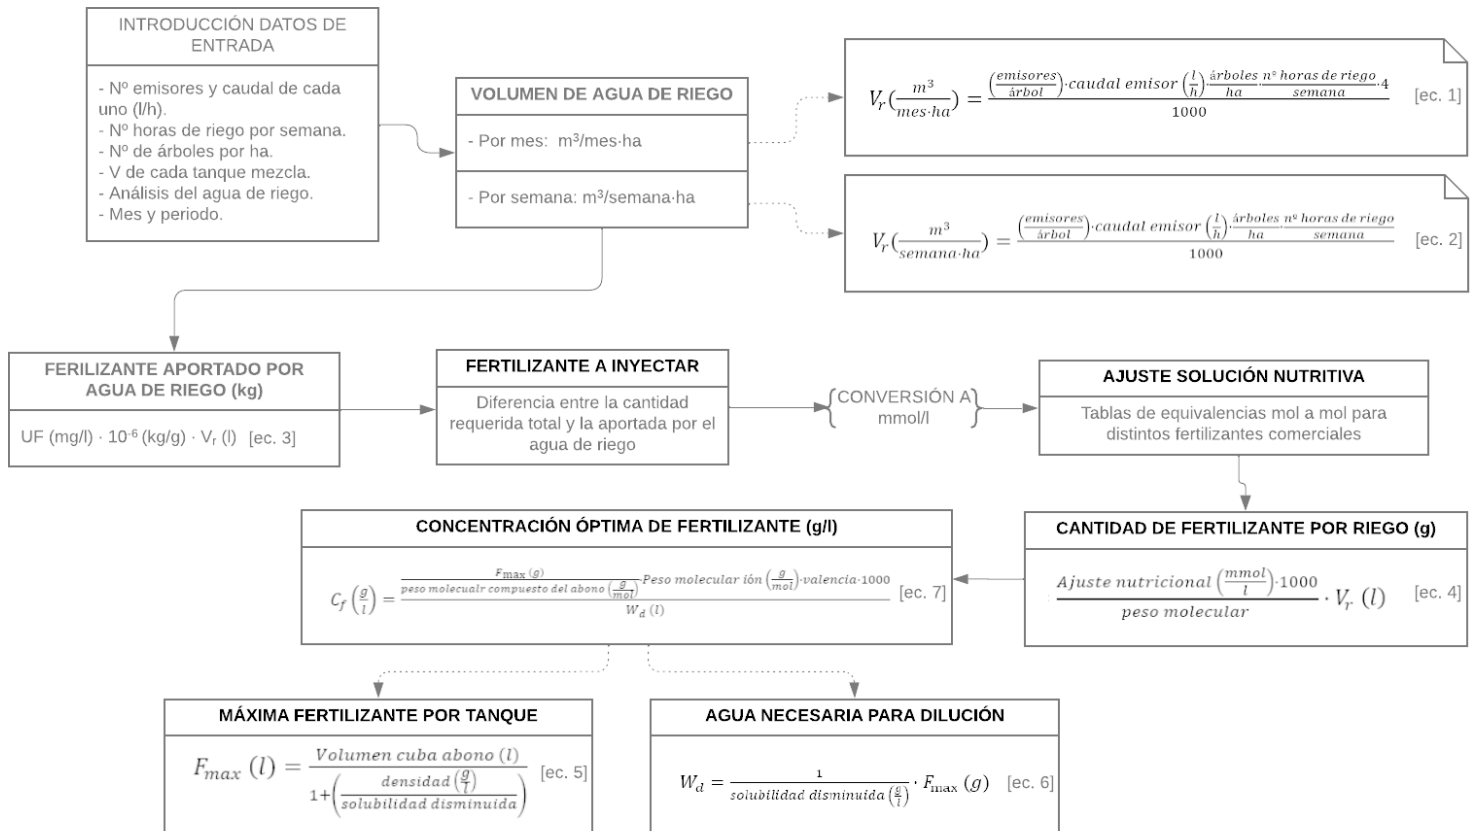 INTRODUCCIÓN DATOS DE
ENTRADA
- Nº emisores y caudal de cada
uno (l/h).
- Nº horas de riego por semana.
- Nº de árboles por ha.
- V de cada tanque mezcla.
- Análisis del agua de riego.
- Mes y periodo.
VOLUMEN DE AGUA DE RIEGO
- Por mes: m³/mes·ha
- Por semana: m³/semana·ha
V_r(m³/mes·ha) = ((emisores/árbol)·caudal emisor (l/h)·árboles/ha·nº horas de riego/semana·4)/1000 [ec. 1]
V_r(m³/semana·ha) = ((emisores/árbol)·caudal emisor (l/h)·árboles/ha·nº horas de riego/semana)/1000 [ec. 2]
FERILIZANTE APORTADO POR
AGUA DE RIEGO (kg)
UF (mg/l) · 10⁻⁶ (kg/g) · Vᵣ (l) [ec. 3]
FERTILIZANTE A INYECTAR
Diferencia entre la cantidad
requerida total y la aportada por el
agua de riego
{CONVERSIÓN A
mmol/l}
AJUSTE SOLUCIÓN NUTRITIVA
Tablas de equivalencias mol a mol para
distintos fertilizantes comerciales
CANTIDAD DE FERTILIZANTE POR RIEGO (g)
(Ajuste nutricional (mmol/l)·1000)/(peso molecular) · V_r (l) [ec. 4]
CONCENTRACIÓN ÓPTIMA DE FERTILIZANTE (g/l)
C_f (g/l) = ((F_max (g))/(peso molecualr compuesto del abono (g/mol))·Peso molecular ión (g/mol)·valencia·1000)/(W_d (l)) [ec. 7]
MÁXIMA FERTILIZANTE POR TANQUE
F_max (l) = (Volumen cuba abono (l))/(1+(densidad (g/l)/solubilidad disminuida)) [ec. 5]
AGUA NECESARIA PARA DILUCIÓN
W_d = 1/(solubilidad disminuida (g/l)) · F_max (g) [ec. 6]